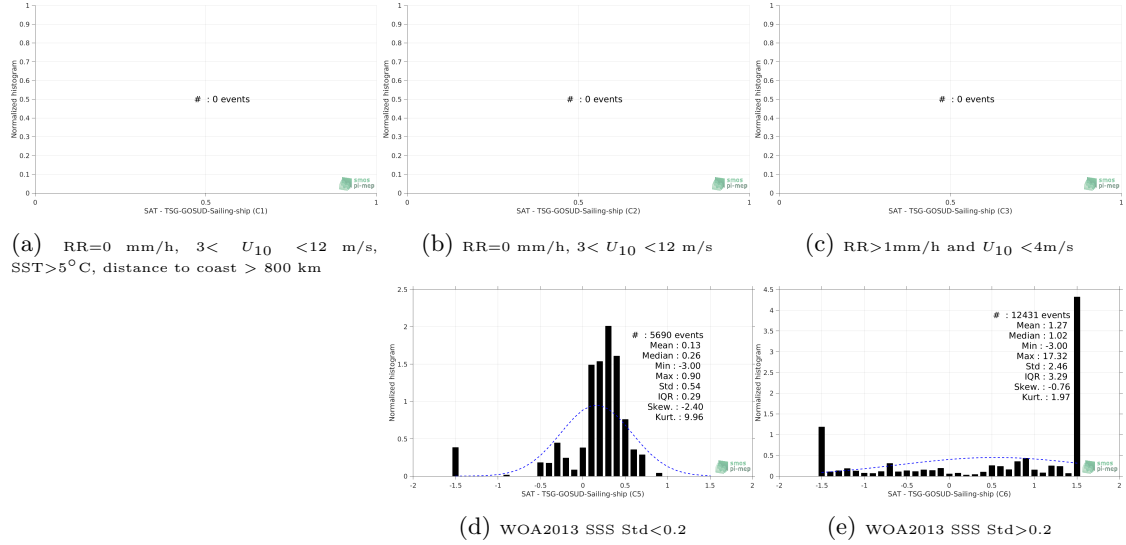 1
0.9
0.8
0.7
0.6
0.5
0.4
0.3
0.2
0.1
0
Normalized histogram
# : 0 events
0 0.5 1
SAT - TSG-GOSUD-Sailing-ship (C1)
smos
pi-mep
(a) RR=0 mm/h, 3< U10 <12 m/s,
SST>5°C, distance to coast > 800 km
1
0.9
0.8
0.7
0.6
0.5
0.4
0.3
0.2
0.1
0
Normalized histogram
# : 0 events
0 0.5 1
SAT - TSG-GOSUD-Sailing-ship (C2)
smos
pi-mep
(b) RR=0 mm/h, 3< U10 <12 m/s
1
0.9
0.8
0.7
0.6
0.5
0.4
0.3
0.2
0.1
0
Normalized histogram
# : 0 events
0 0.5 1
SAT - TSG-GOSUD-Sailing-ship (C3)
smos
pi-mep
(c) RR>1mm/h and U10 <4m/s
2.5
2
1.5
1
0.5
0
Normalized histogram
# : 5690 events
Mean : 0.13
Median : 0.26
Min : -3.00
Max : 0.90
Std : 0.54
IQR : 0.29
Skew. : -2.40
Kurt. : 9.96
-2 -1.5 -1 -0.5 0 0.5 1 1.5 2
SAT - TSG-GOSUD-Sailing-ship (C5)
smos
pi-mep
(d) WOA2013 SSS Std<0.2
4.5
4
3.5
3
2.5
2
1.5
1
0.5
0
Normalized histogram
# : 12431 events
Mean : 1.27
Median : 1.02
Min : -3.00
Max : 17.32
Std : 2.46
IQR : 3.29
Skew. : -0.76
Kurt. : 1.97
-2 -1.5 -1 -0.5 0 0.5 1 1.5 2
SAT - TSG-GOSUD-Sailing-ship (C6)
smos
pi-mep
(e) WOA2013 SSS Std>0.2